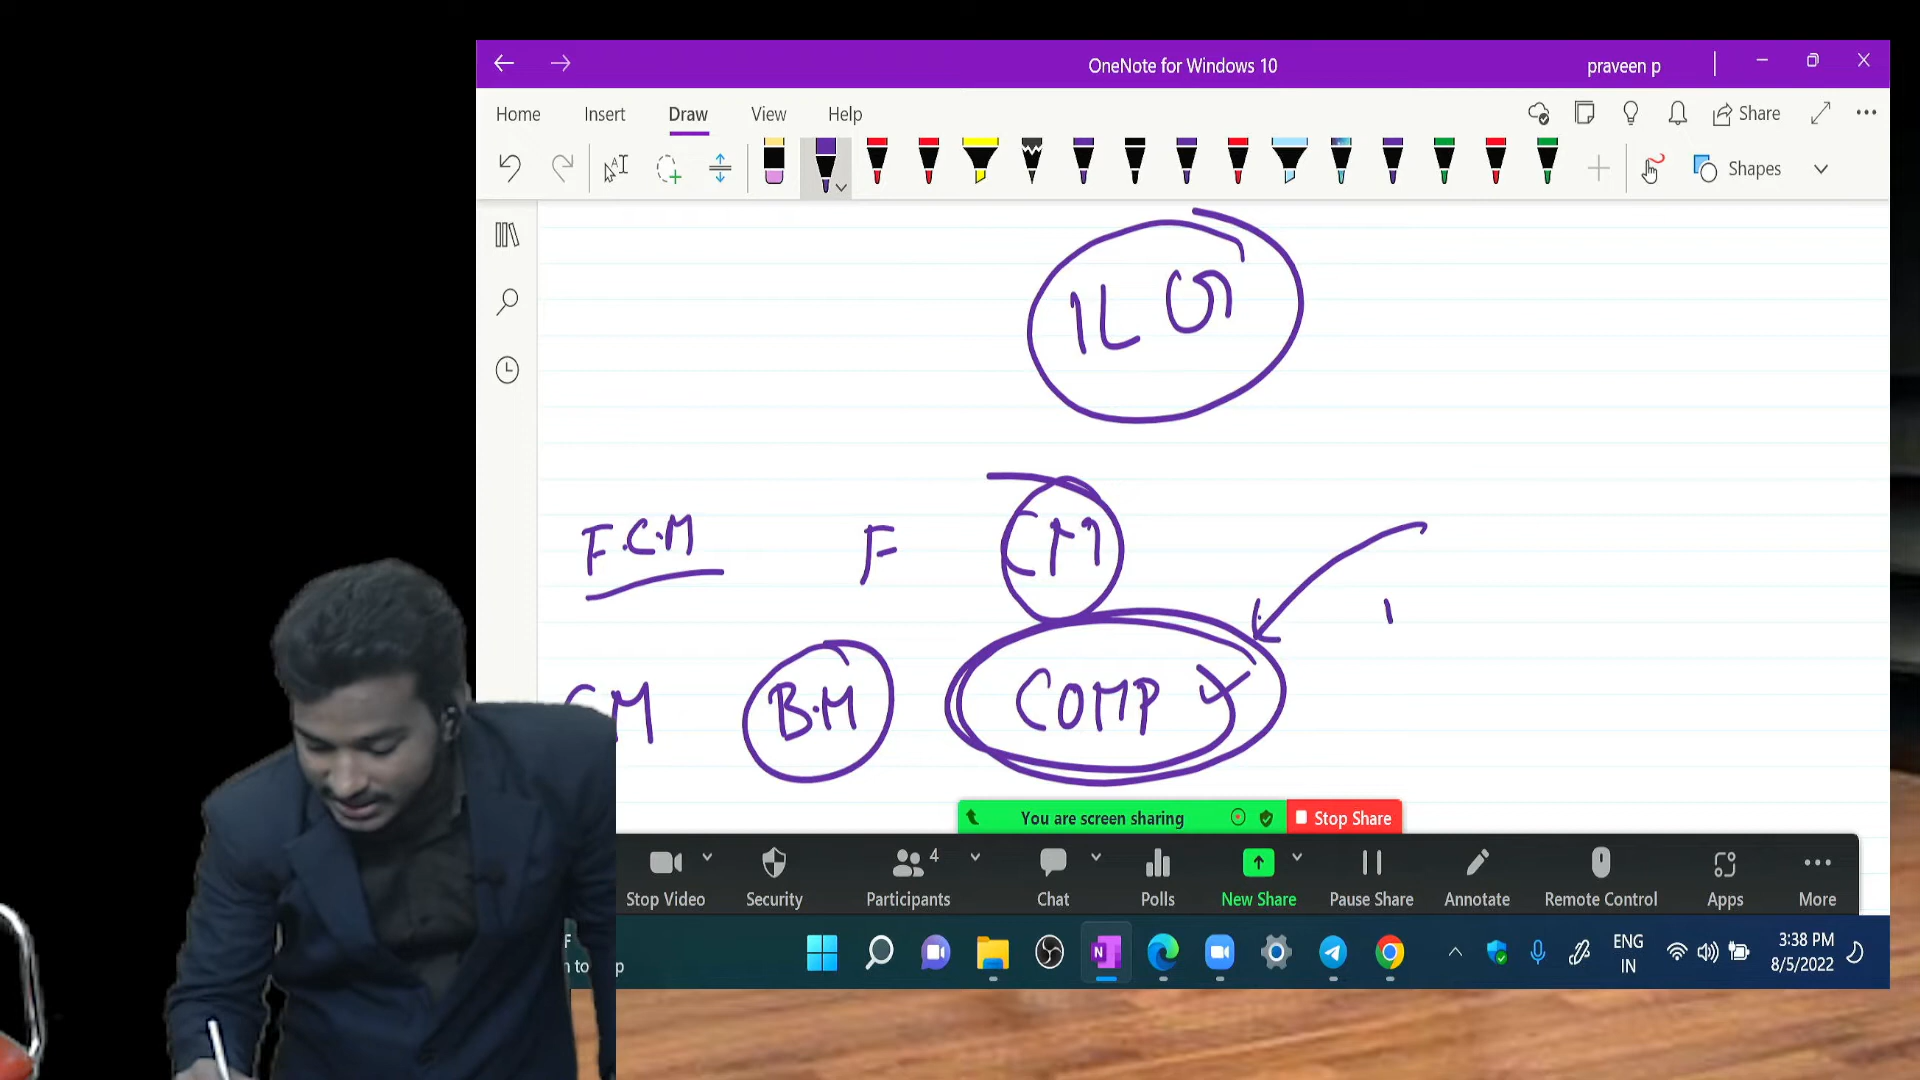 OneNote for Windows 10
praveen p
Home Insert Draw View Help
Share
Shapes
F.C.M F CM
CM B.M COMP
You are screen sharing Stop Share
4
Stop Video Security Participants Chat Polls New Share Pause Share Annotate Remote Control Apps More
ENG
IN
3:38 PM
8/5/2022